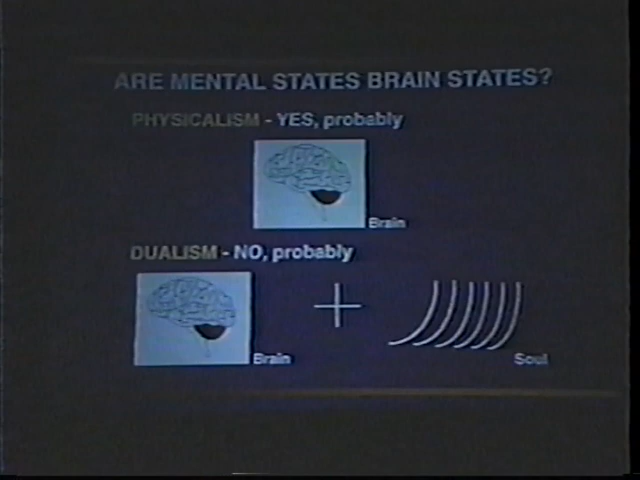 ARE MENTAL STATES BRAIN STATES?
PHYSICALISM - YES, probably
Brain
DUALISM - NO, probably
Brain
Soul